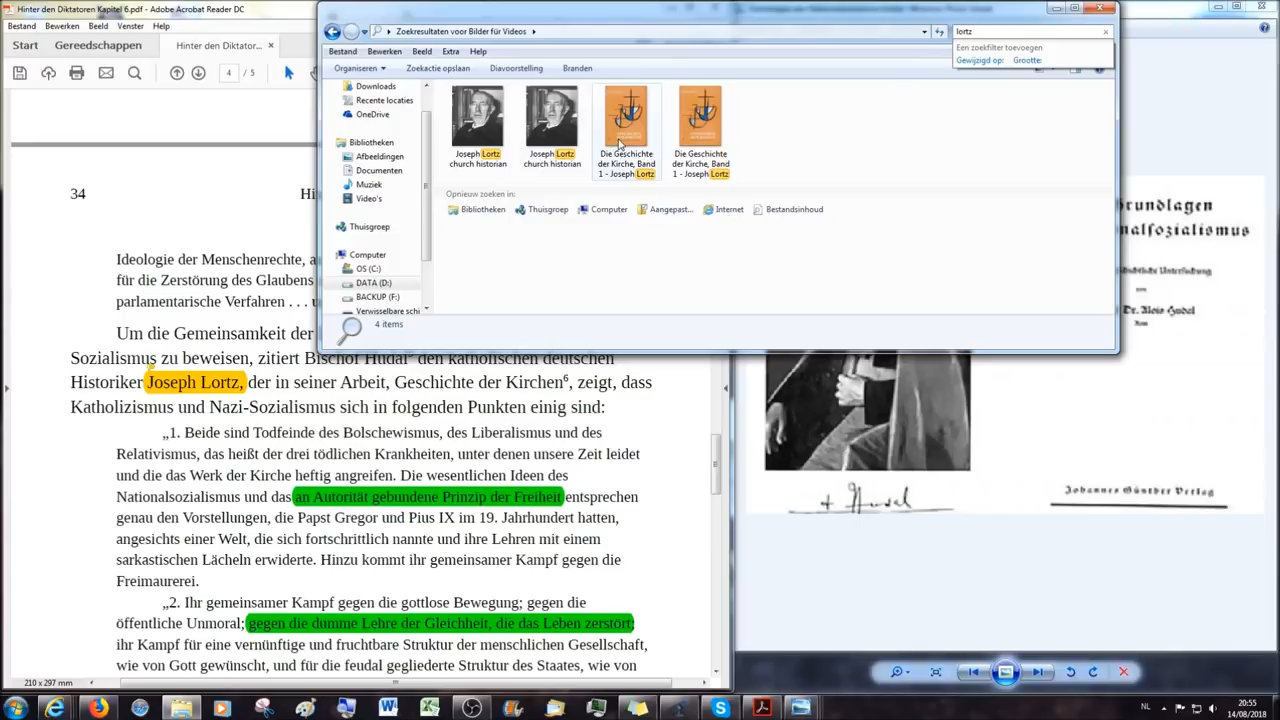 Hinter den Diktatoren Kapitel 6.pdf - Adobe Acrobat Reader DC
Bestand Bewerken Beeld Venster Help
Start Gereedschappen Hinter den Diktator... ×
4 / 5
34
Ideologie der Menschenrechte, a
für die Zerstörung des Glaubens
parlamentarische Verfahren . . . u
Um die Gemeinsamkeit der
Sozialismus zu beweisen, zitiert Bischof Hudal⁵ den katholischen deutschen
Historiker Joseph Lortz, der in seiner Arbeit, Geschichte der Kirchen⁶, zeigt, dass
Katholizismus und Nazi-Sozialismus sich in folgenden Punkten einig sind:
„1. Beide sind Todfeinde des Bolschewismus, des Liberalismus und des
Relativismus, das heißt der drei tödlichen Krankheiten, unter denen unsere Zeit leidet
und die das Werk der Kirche heftig angreifen. Die wesentlichen Ideen des
Nationalsozialismus und das an Autorität gebundene Prinzip der Freiheit entsprechen
genau den Vorstellungen, die Papst Gregor und Pius IX im 19. Jahrhundert hatten,
angesichts einer Welt, die sich fortschrittlich nannte und ihre Lehren mit einem
sarkastischen Lächeln erwiderte. Hinzu kommt ihr gemeinsamer Kampf gegen die
Freimaurerei.
„2. Ihr gemeinsamer Kampf gegen die gottlose Bewegung; gegen die
öffentliche Unmoral; gegen die dumme Lehre der Gleichheit, die das Leben zerstört;
ihr Kampf für eine vernünftige und fruchtbare Struktur der menschlichen Gesellschaft,
wie von Gott gewünscht, und für die feudal gegliederte Struktur des Staates, wie von
210 x 297 mm
Zoekresultaten voor Bilder für Videos
lortz
Een zoekfilter toevoegen
Gewijzigd op: Grootte:
Bestand Bewerken Beeld Extra Help
Organiseren Zoekactie opslaan Diavoorstelling Branden
Downloads
Recente locaties
OneDrive
Bibliotheken
Afbeeldingen
Documenten
Muziek
Video's
Thuisgroep
Computer
OS (C:)
DATA (D:)
BACKUP (F:)
Verwisselbare schi
Joseph Lortz
church historian
Joseph Lortz
church historian
Die Geschichte
der Kirche, Band
1 - Joseph Lortz
Die Geschichte
der Kirche, Band
1 - Joseph Lortz
Opnieuw zoeken in:
Bibliotheken Thuisgroep Computer Aangepast... Internet Bestandsinhoud
4 items
rundlagen
nalsozialismus
Untersuchung
von
Dr. Alois Hudal
Rom
+ Hudal
Johannes Günther Verlag
NL
20:55
14/08/2018